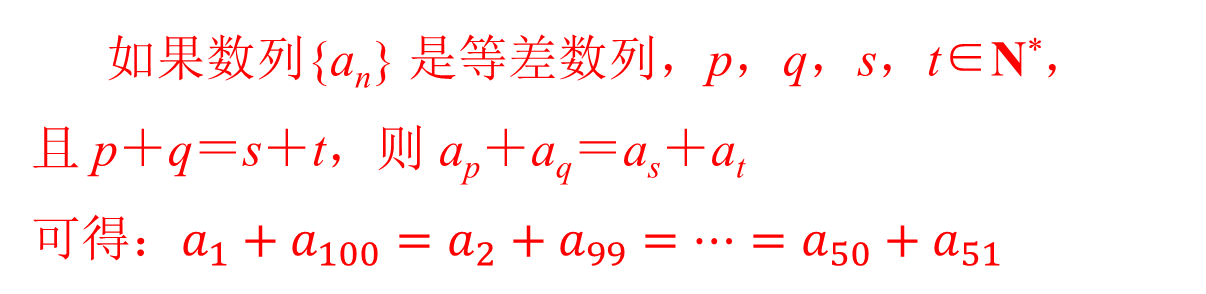 如果数列{aₙ}是等差数列，p，q，s，t∈N*，
且p＋q＝s＋t，则aₚ＋a_q＝aₛ＋aₜ
可得：a₁ + a₁₀₀ = a₂ + a₉₉ = ⋯ = a₅₀ + a₅₁